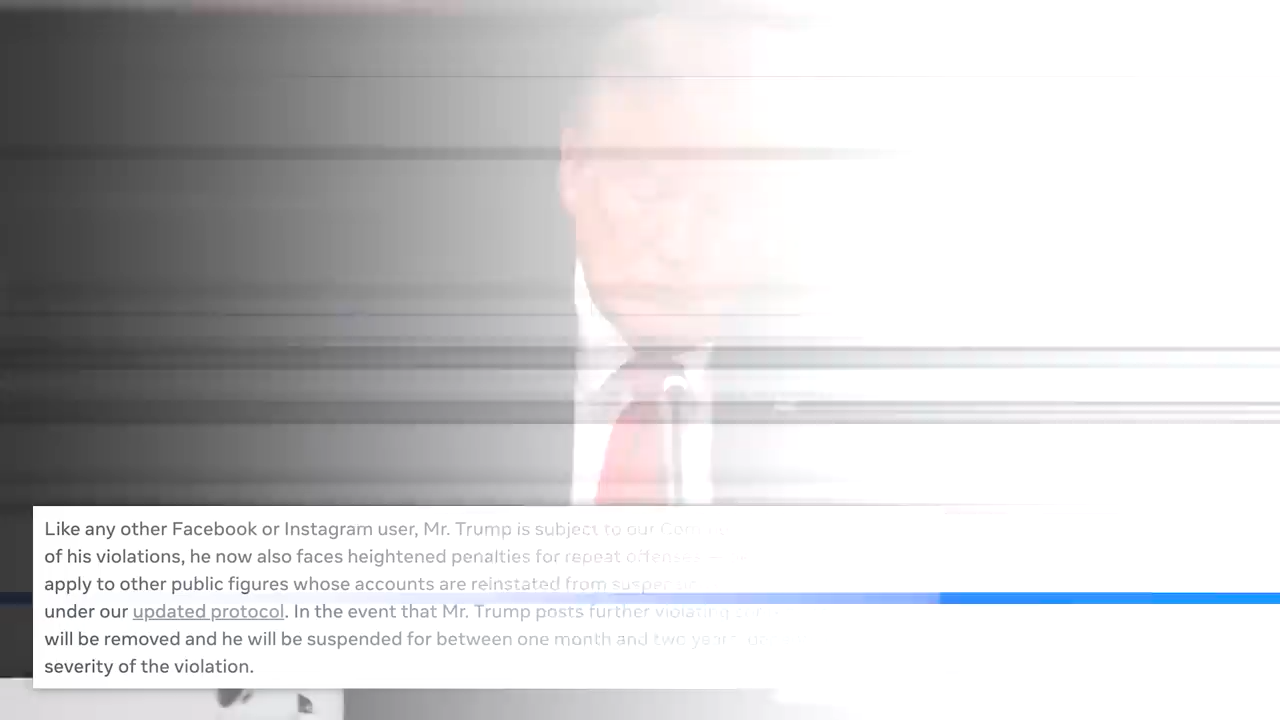 Like any other Facebook or Instagram user, Mr. Trump is subject to our
of his violations, he now also faces heightened penalties for repeat offenses
apply to other public figures whose accounts are reinstated from
under our updated protocol. In the event that Mr. Trump posts further violating
will be removed and he will be suspended for between one month and two years,
severity of the violation.